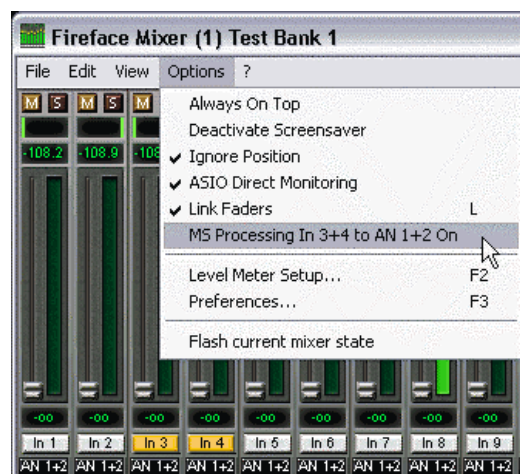 Fireface Mixer (1) Test Bank 1
File Edit View Options ?
M S M S M
Always On Top
Deactivate Screensaver
-108.2 -108.9 -108
✓ Ignore Position
✓ ASIO Direct Monitoring
✓ Link Faders L
MS Processing In 3+4 to AN 1+2 On
Level Meter Setup... F2
Preferences... F3
Flash current mixer state
-oo -oo -oo -oo -oo -oo -oo -oo -oo
In 1 In 2 In 3 In 4 In 5 In 6 In 7 In 8 In 9
AN 1+2 AN 1+2 AN 1+2 AN 1+2 AN 1+2 AN 1+2 AN 1+2 AN 1+2 AN 1+2